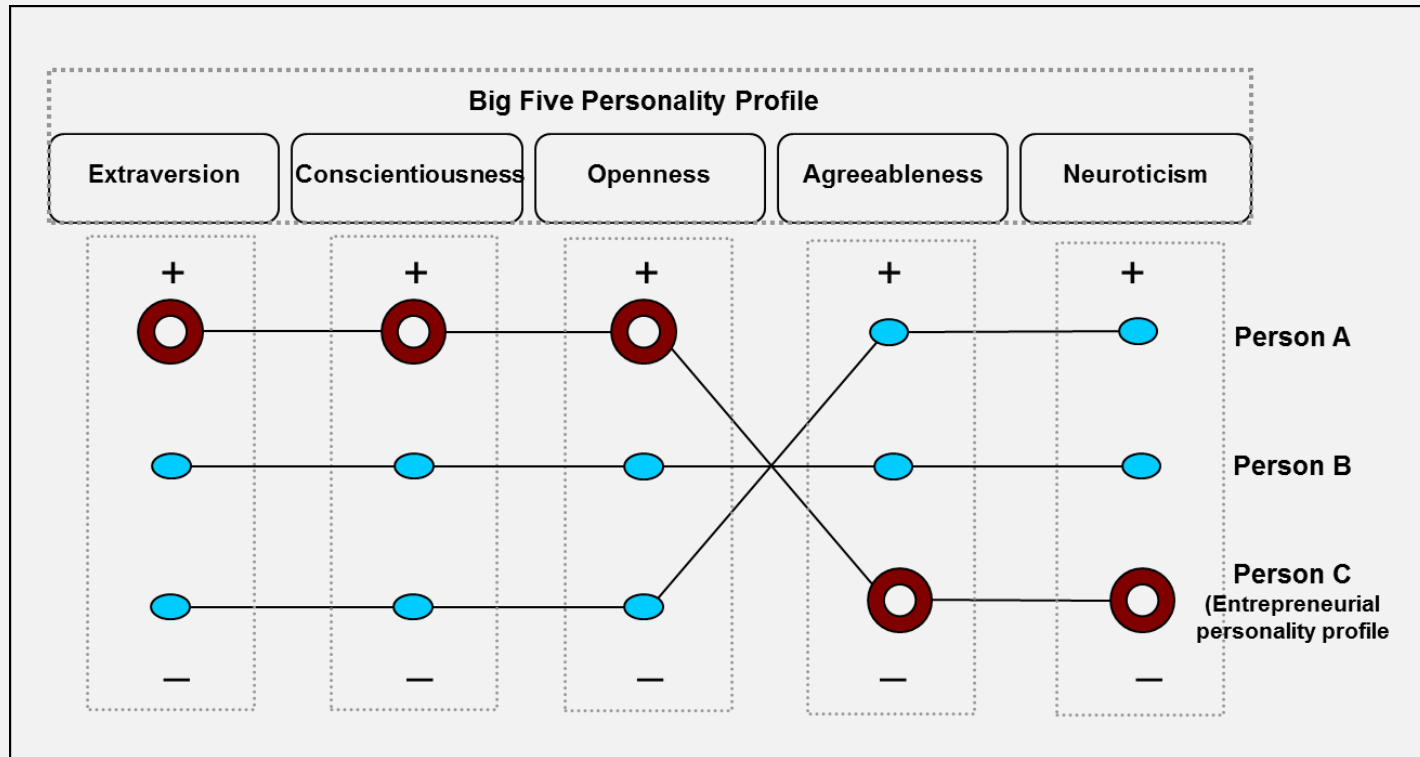 Big Five Personality Profile
Extraversion
Conscientiousness
Openness
Agreeableness
Neuroticism
+ + + + +
Person A
Person B
Person C
(Entrepreneurial
personality profile
– – – – –